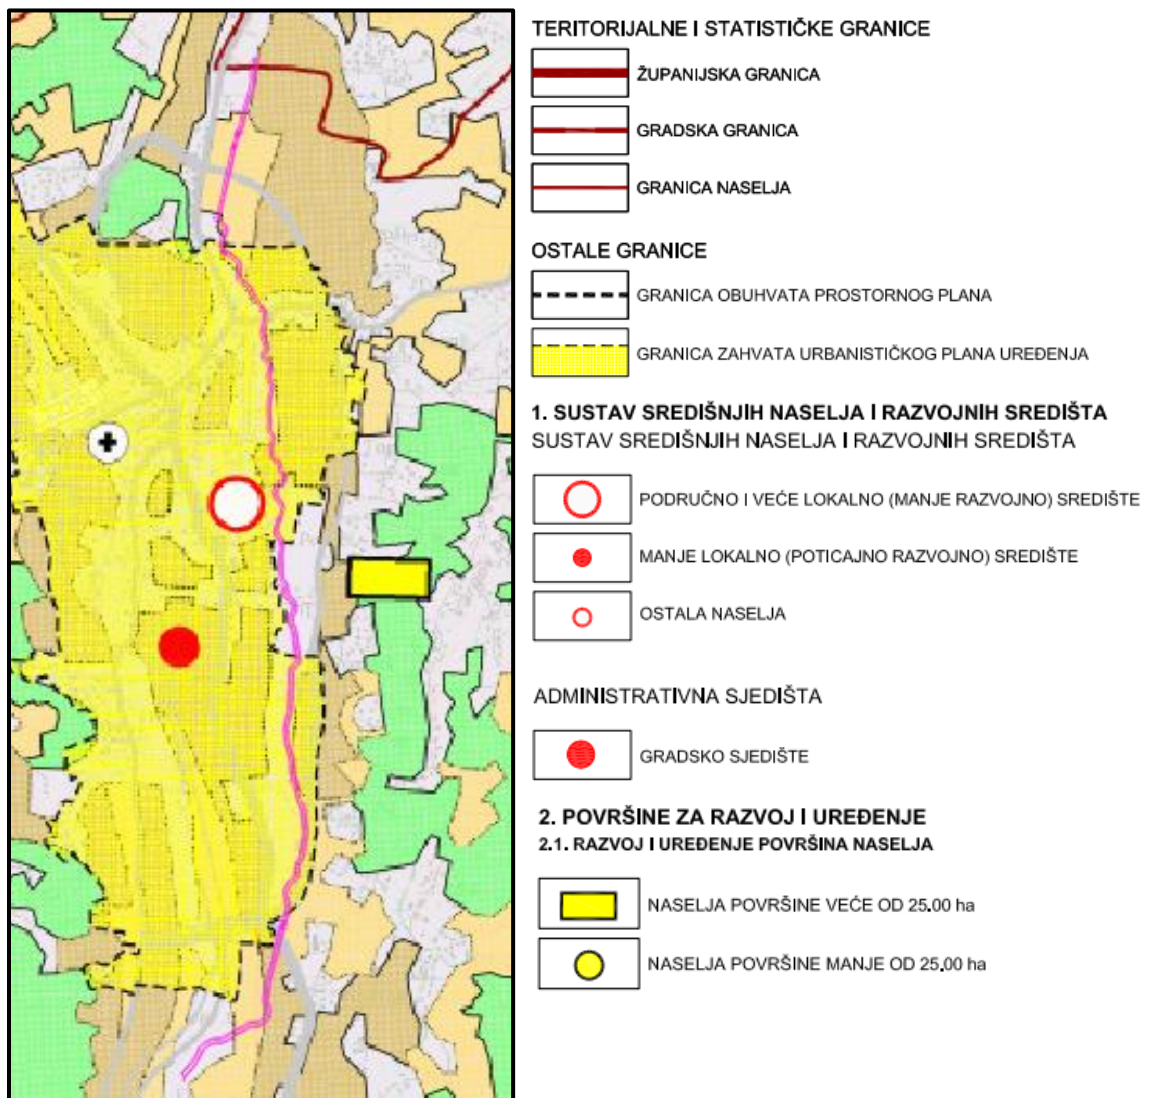 TERITORIJALNE I STATISTIČKE GRANICE
ŽUPANIJSKA GRANICA
GRADSKA GRANICA
GRANICA NASELJA
OSTALE GRANICE
GRANICA OBUHVATA PROSTORNOG PLANA
GRANICA ZAHVATA URBANISTIČKOG PLANA UREĐENJA
1. SUSTAV SREDIŠNJIH NASELJA I RAZVOJNIH SREDIŠTA
SUSTAV SREDIŠNJIH NASELJA I RAZVOJNIH SREDIŠTA
PODRUČNO I VEĆE LOKALNO (MANJE RAZVOJNO) SREDIŠTE
MANJE LOKALNO (POTICAJNO RAZVOJNO) SREDIŠTE
OSTALA NASELJA
ADMINISTRATIVNA SJEDIŠTA
GRADSKO SJEDIŠTE
2. POVRŠINE ZA RAZVOJ I UREĐENJE
2.1. RAZVOJ I UREĐENJE POVRŠINA NASELJA
NASELJA POVRŠINE VEĆE OD 25.00 ha
NASELJA POVRŠINE MANJE OD 25.00 ha